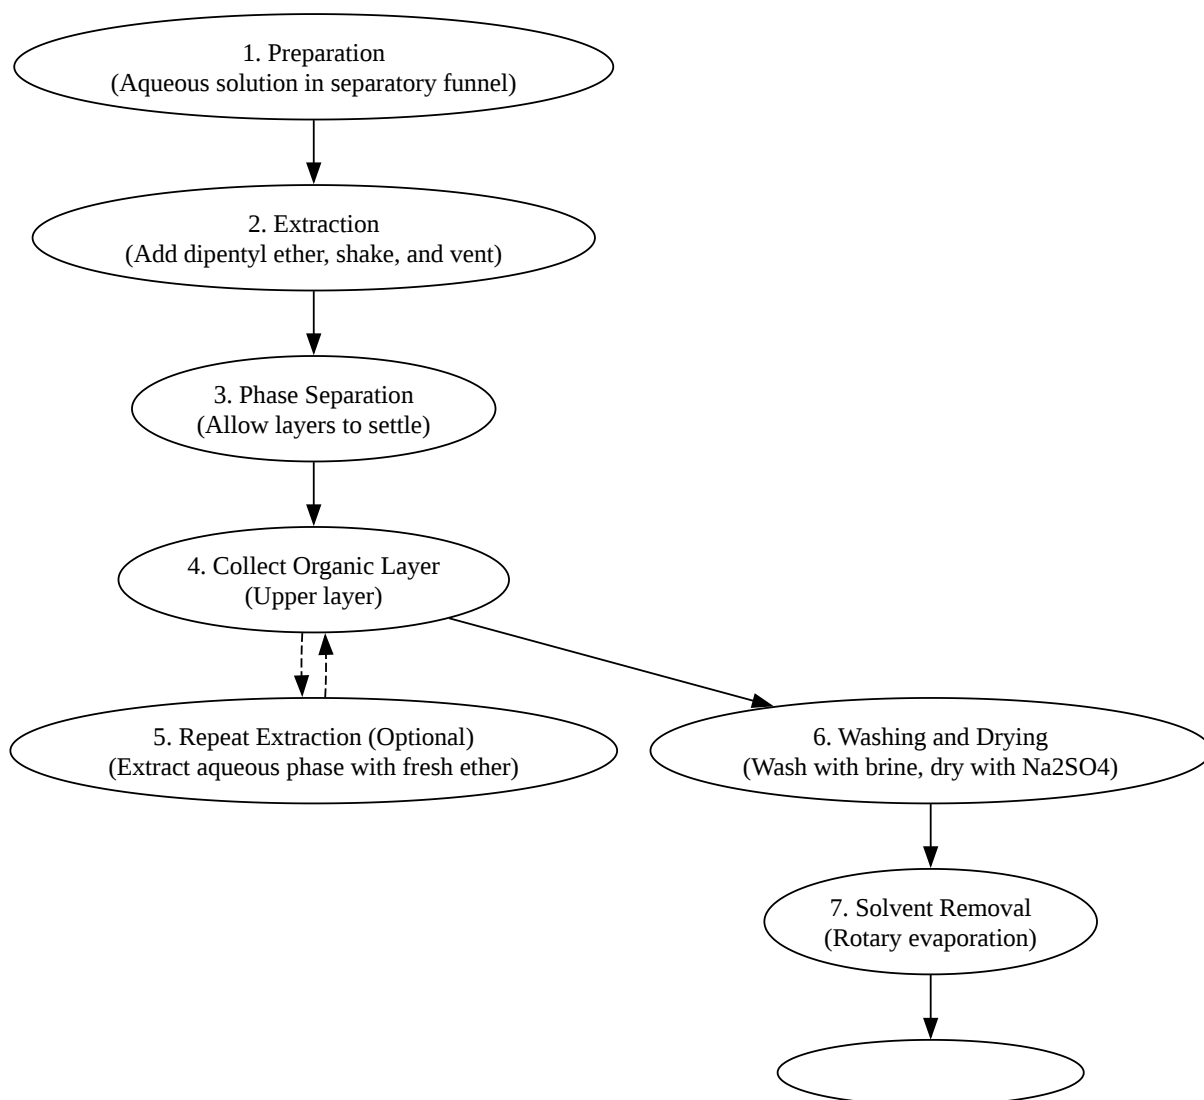 1. Preparation
(Aqueous solution in separatory funnel)
2. Extraction
(Add dipentyl ether, shake, and vent)
3. Phase Separation
(Allow layers to settle)
4. Collect Organic Layer
(Upper layer)
5. Repeat Extraction (Optional)
(Extract aqueous phase with fresh ether)
6. Washing and Drying
(Wash with brine, dry with Na2SO4)
7. Solvent Removal
(Rotary evaporation)